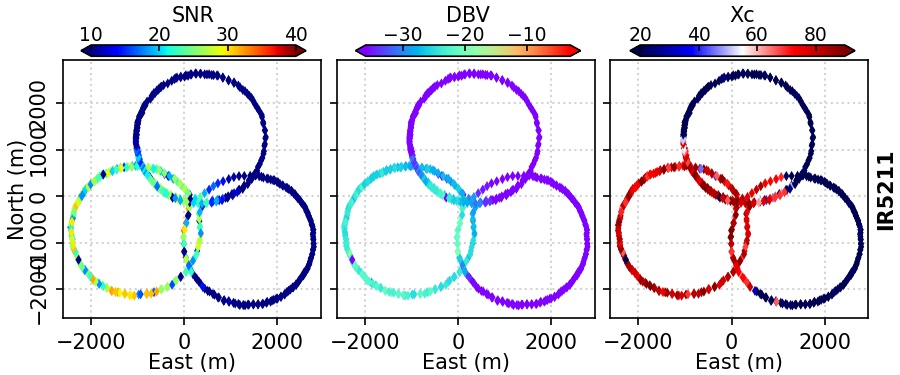 SNR DBV Xc
10 20 30 40 −30 −20 −10 20 40 60 80
North (m)
2000
1000
0
−1000
−2000
−2000 0 2000 −2000 0 2000 −2000 0 2000
East (m) East (m) East (m)
IR5211